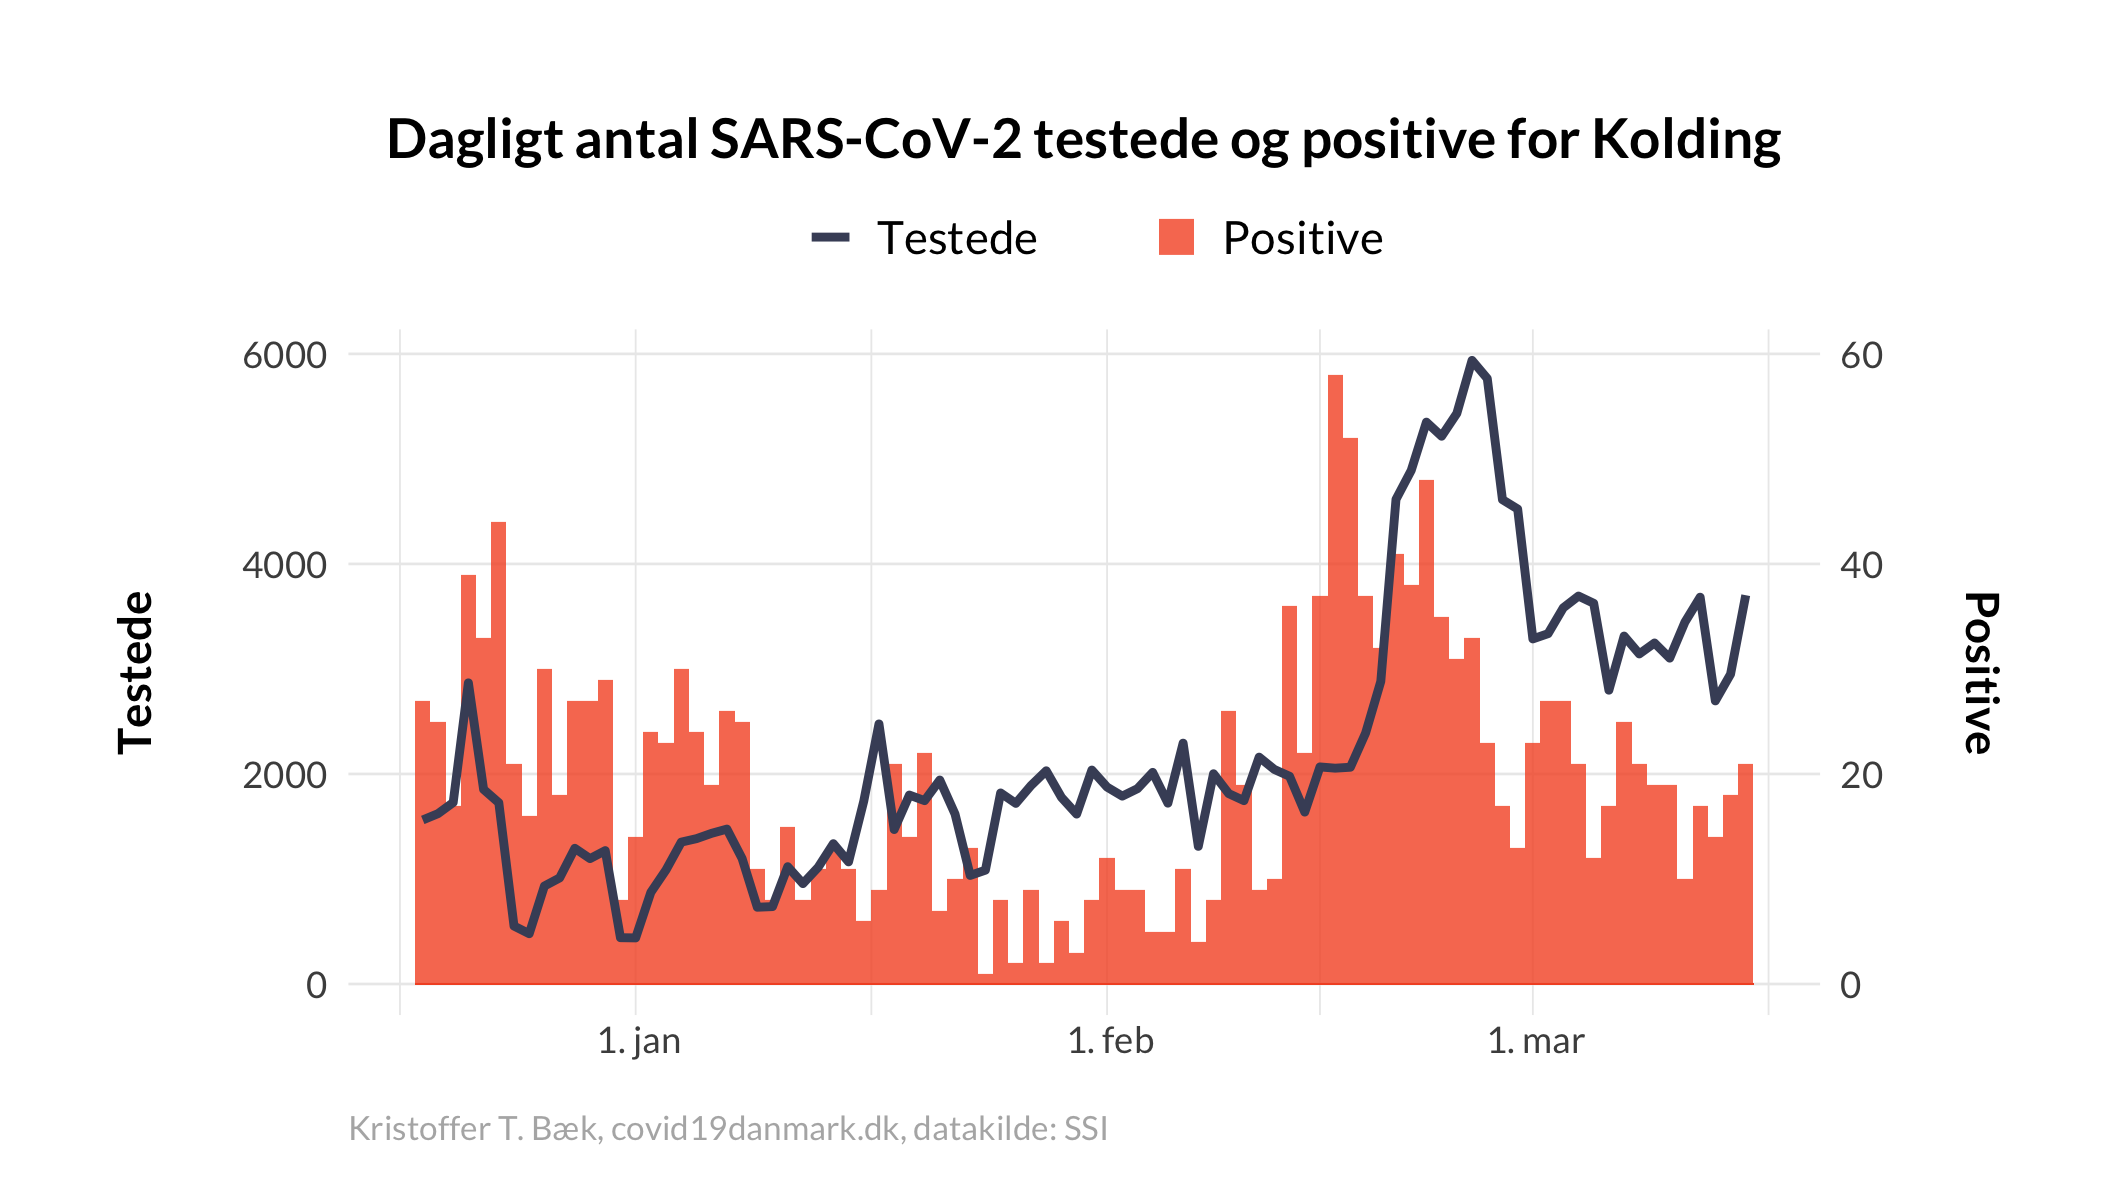 Dagligt antal SARS-CoV-2 testede og positive for Kolding
Testede
Positive
6000
4000
2000
0
Testede
60
40
20
0
Positive
1. jan
1. feb
1. mar
Kristoffer T. Bæk, covid19danmark.dk, datakilde: SSI